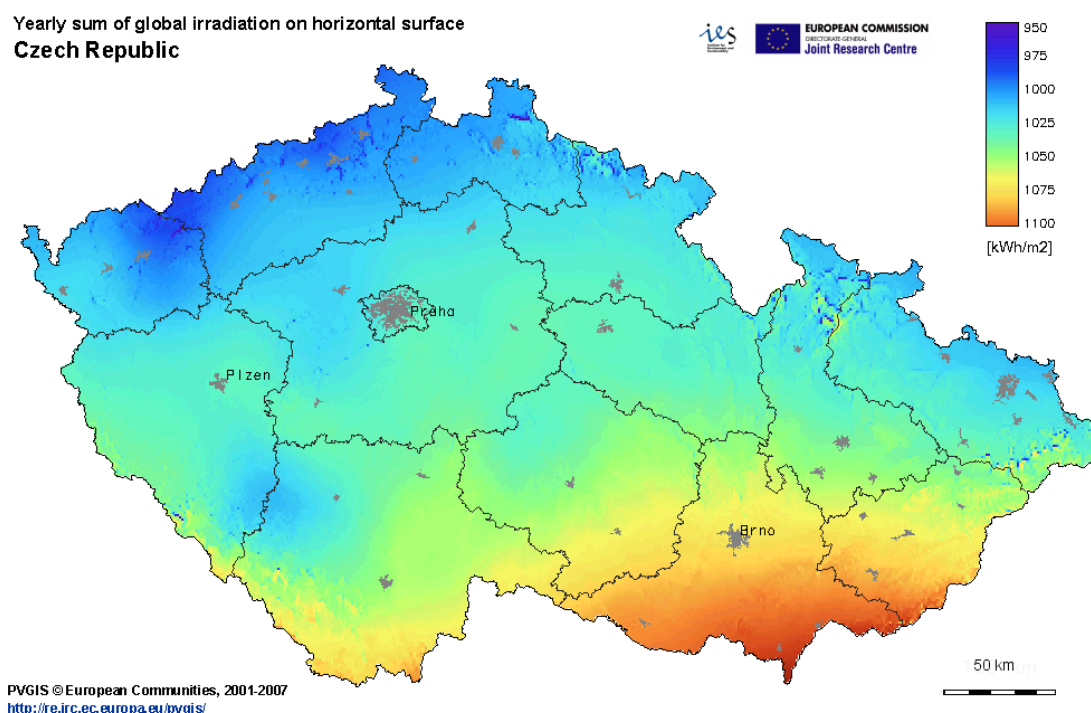 Yearly sum of global irradiation on horizontal surface
Czech Republic
ies
EUROPEAN COMMISSION
DIRECTORATE-GENERAL
Joint Research Centre
950
975
1000
1025
1050
1075
1100
[kWh/m2]
Praha
Plzen
Brno
50 km
PVGIS © European Communities, 2001-2007
http://re.jrc.ec.europa.eu/pvgis/